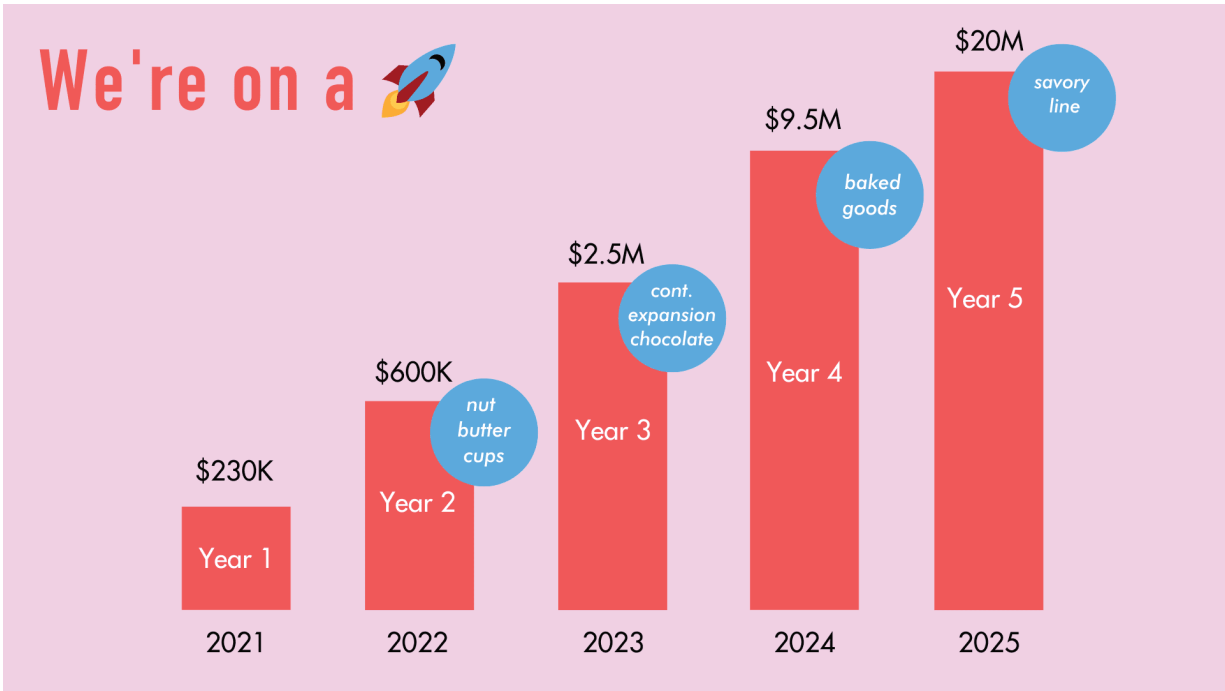 We're on a
$20M
savory
line
$9.5M
baked
goods
$2.5M
cont.
expansion
chocolate
$600K
nut
butter
cups
$230K
Year 1
Year 2
Year 3
Year 4
Year 5
2021
2022
2023
2024
2025